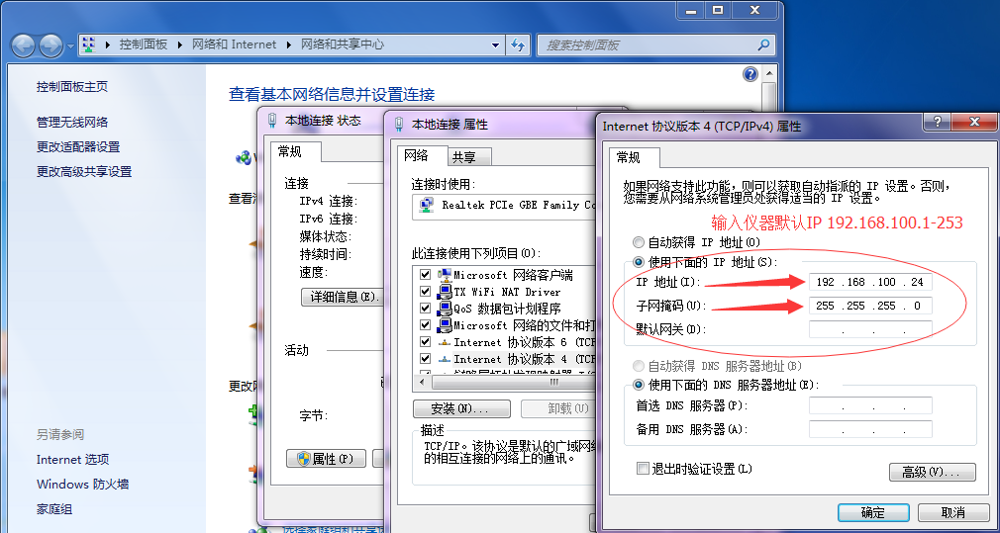 控制面板
网络和 Internet
网络和共享中心
搜索控制面板
控制面板主页
管理无线网络
更改适配器设置
更改高级共享设置
另请参阅
Internet 选项
Windows 防火墙
家庭组
查看基本网络信息并设置连接
本地连接 状态
常规
连接
IPv4 连接:
IPv6 连接:
媒体状态:
持续时间:
速度:
详细信息(E).
活动
字节:
属性(P)
本地连接 属性
网络
共享
连接时使用:
Realtek PCIe GBE Family Co
此连接使用下列项目(O):
Microsoft 网络客户端
TX WiFi NAT Driver
QoS 数据包计划程序
Microsoft 网络的文件和打
Internet 协议版本 6 (TCP
Internet 协议版本 4 (TCP
安装(N)...
卸载(U)
描述
TCP/IP。该协议是默认的广域网络
的相互连接的网络上的通讯。
Internet 协议版本 4 (TCP/IPv4) 属性
常规
如果网络支持此功能，则可以获取自动指派的 IP 设置。否则，
您需要从网络系统管理员处获得适当的 IP 设置。
输入仪器默认IP 192.168.100.1-253
自动获得 IP 地址(O)
使用下面的 IP 地址(S):
IP 地址(I): 192 .168 .100 . 24
子网掩码(U): 255 .255 .255 . 0
默认网关(D): . . .
自动获得 DNS 服务器地址(B)
使用下面的 DNS 服务器地址(E):
首选 DNS 服务器(P): . . .
备用 DNS 服务器(A): . . .
退出时验证设置(L)
高级(V)...
确定
取消